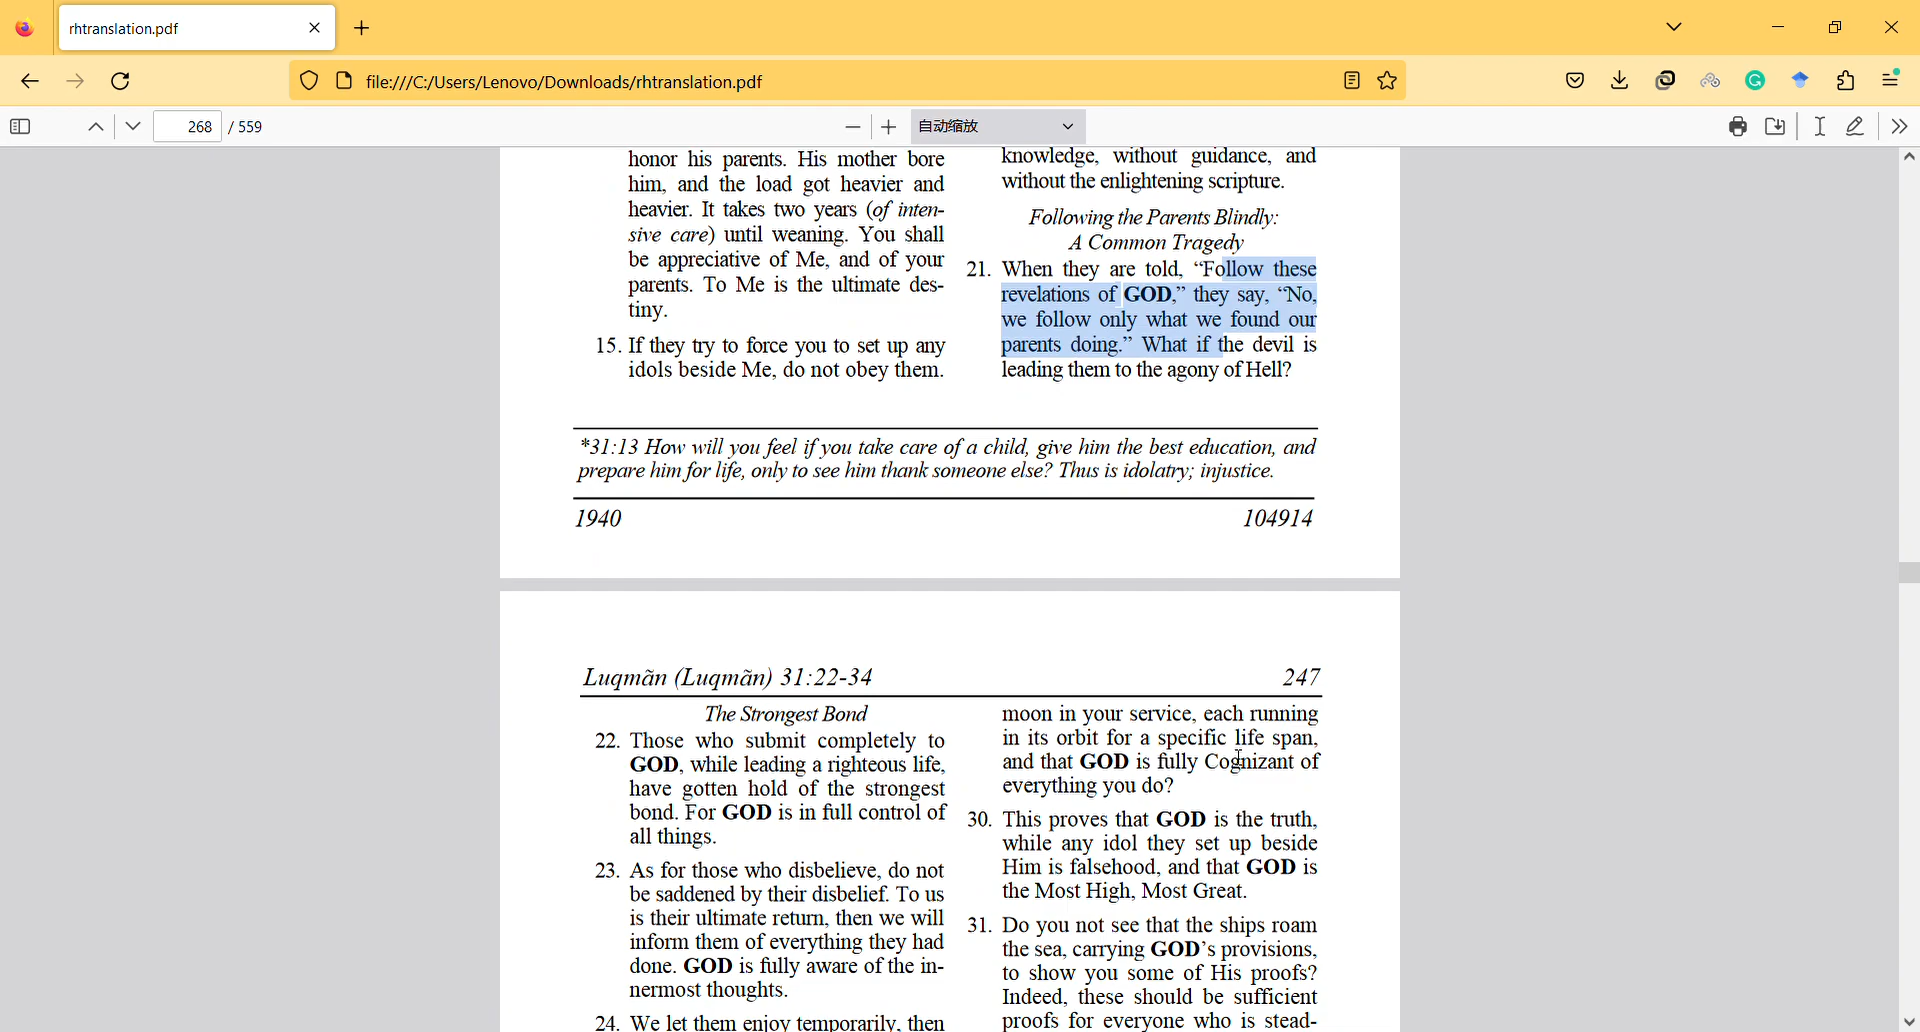 rhtranslation.pdf
file:///C:/Users/Lenovo/Downloads/rhtranslation.pdf
268 / 559
自动缩放
honor his parents. His mother bore
him, and the load got heavier and
heavier. It takes two years (of inten-
sive care) until weaning. You shall
be appreciative of Me, and of your
parents. To Me is the ultimate des-
tiny.
15. If they try to force you to set up any
idols beside Me, do not obey them.
knowledge, without guidance, and
without the enlightening scripture.
Following the Parents Blindly:
A Common Tragedy
21. When they are told, “Follow these
revelations of GOD,” they say, “No,
we follow only what we found our
parents doing.” What if the devil is
leading them to the agony of Hell?
*31:13 How will you feel if you take care of a child, give him the best education, and
prepare him for life, only to see him thank someone else? Thus is idolatry; injustice.
1940 104914
Luqmãn (Luqmãn) 31:22-34 247
The Strongest Bond
22. Those who submit completely to
GOD, while leading a righteous life,
have gotten hold of the strongest
bond. For GOD is in full control of
all things.
23. As for those who disbelieve, do not
be saddened by their disbelief. To us
is their ultimate return, then we will
inform them of everything they had
done. GOD is fully aware of the in-
nermost thoughts.
24. We let them enjoy temporarily, then
moon in your service, each running
in its orbit for a specific life span,
and that GOD is fully Cognizant of
everything you do?
30. This proves that GOD is the truth,
while any idol they set up beside
Him is falsehood, and that GOD is
the Most High, Most Great.
31. Do you not see that the ships roam
the sea, carrying GOD’s provisions,
to show you some of His proofs?
Indeed, these should be sufficient
proofs for everyone who is stead-